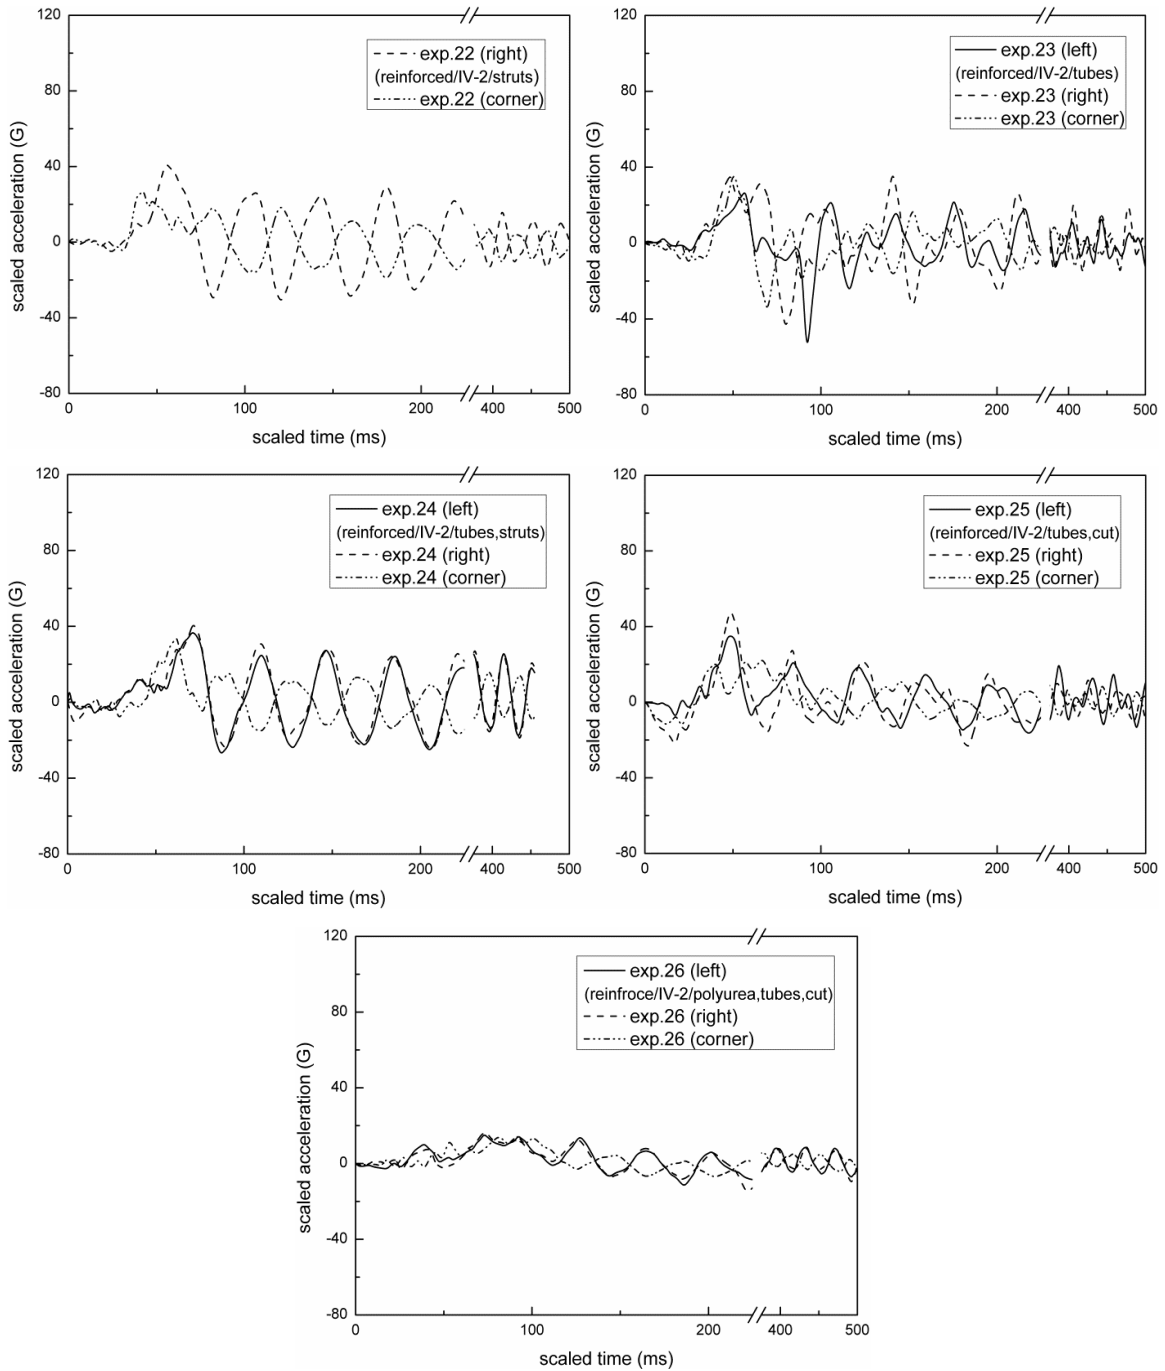 120
80
40
0
-40
-80
scaled acceleration (G)
exp.22 (right)
(reinforced/IV-2/struts)
exp.22 (corner)
0
100
200
400
500
scaled time (ms)
120
80
40
0
-40
-80
scaled acceleration (G)
exp.23 (left)
(reinforced/IV-2/tubes)
exp.23 (right)
exp.23 (corner)
0
100
200
400
500
scaled time (ms)
120
80
40
0
-40
-80
scaled acceleration (G)
exp.24 (left)
(reinforced/IV-2/tubes,struts)
exp.24 (right)
exp.24 (corner)
0
100
200
400
500
scaled time (ms)
120
80
40
0
-40
-80
scaled acceleration (G)
exp.25 (left)
(reinforced/IV-2/tubes,cut)
exp.25 (right)
exp.25 (corner)
0
100
200
400
500
scaled time (ms)
120
80
40
0
-40
-80
scaled acceleration (G)
exp.26 (left)
(reinfroce/IV-2/polyurea,tubes,cut)
exp.26 (right)
exp.26 (corner)
0
100
200
400
500
scaled time (ms)